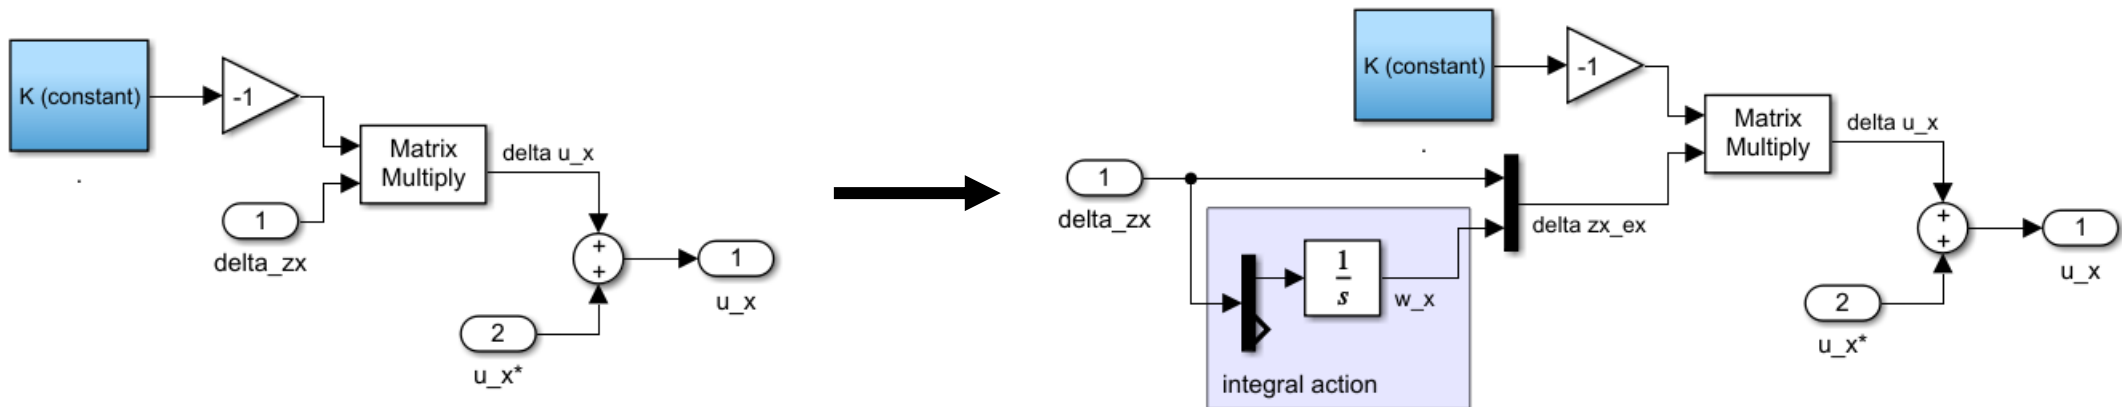 K (constant)
-1
Matrix
Multiply
delta u_x
1
delta_zx
+
+
1
u_x
2
u_x*
K (constant)
-1
Matrix
Multiply
delta u_x
1
delta_zx
delta zx_ex
1
s
w_x
integral action
+
+
1
u_x
2
u_x*